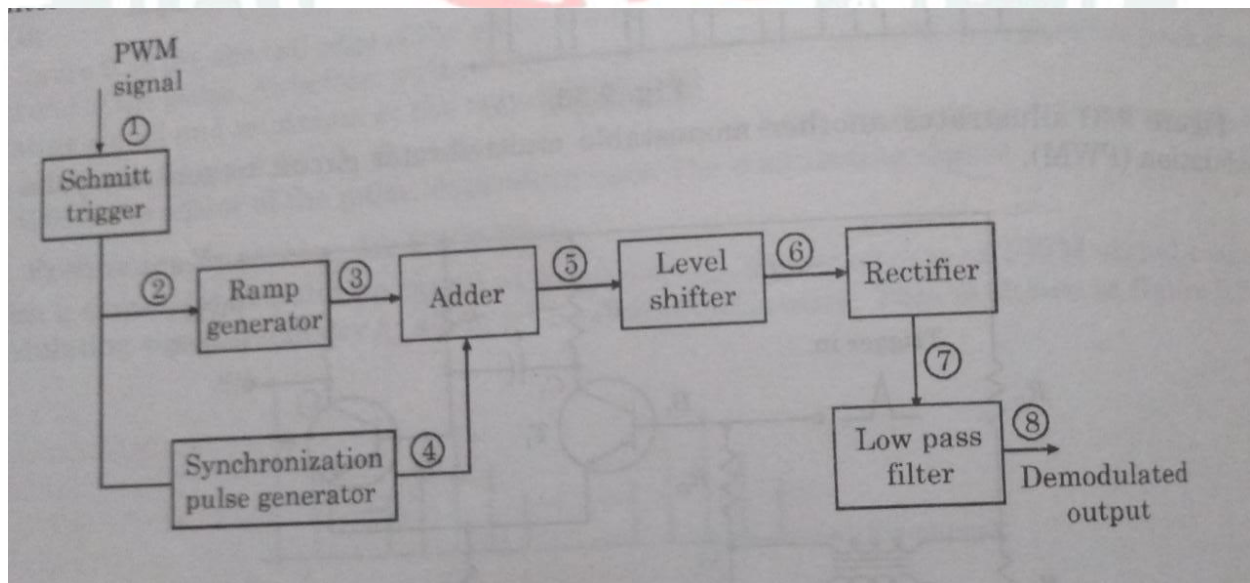 PWM
signal
①
Schmitt
trigger
②
Ramp
generator
③
Adder
⑤
Level
shifter
⑥
Rectifier
⑦
Synchronization
pulse generator
④
Low pass
filter
⑧
Demodulated
output